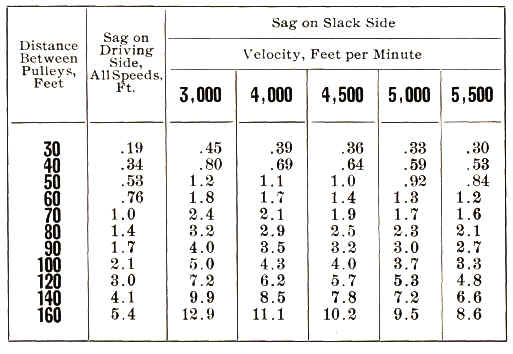 Distance Between Pulleys, Feet
Sag on Driving Side, All Speeds, Ft.
Sag on Slack Side
Velocity, Feet per Minute
3,000 4,000 4,500 5,000 5,500
30 .19 .45 .39 .36 .33 .30
40 .34 .80 .69 .64 .59 .53
50 .53 1.2 1.1 1.0 .92 .84
60 .76 1.8 1.7 1.4 1.3 1.2
70 1.0 2.4 2.1 1.9 1.7 1.6
80 1.4 3.2 2.9 2.5 2.3 2.1
90 1.7 4.0 3.5 3.2 3.0 2.7
100 2.1 5.0 4.3 4.0 3.7 3.3
120 3.0 7.2 6.2 5.7 5.3 4.8
140 4.1 9.9 8.5 7.8 7.2 6.6
160 5.4 12.9 11.1 10.2 9.5 8.6